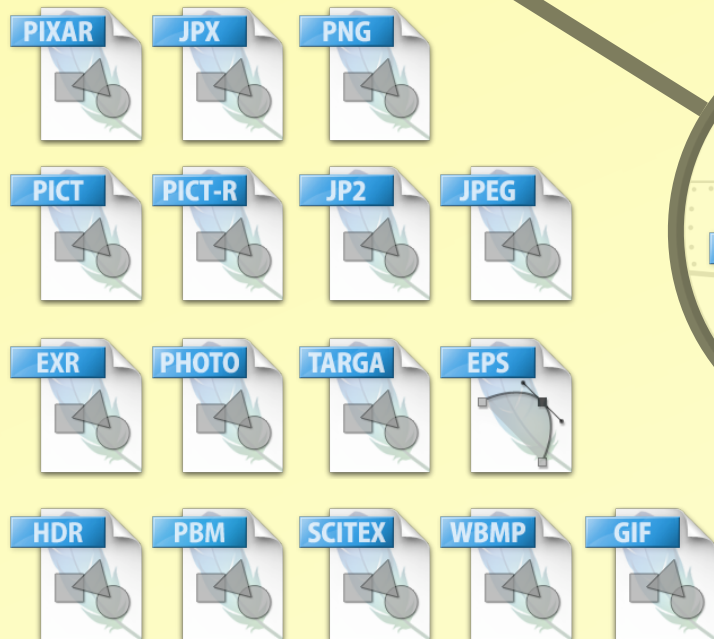 PIXAR JPX PNG
PICT PICT-R JP2 JPEG
EXR PHOTO TARGA EPS
HDR PBM SCITEX WBMP GIF